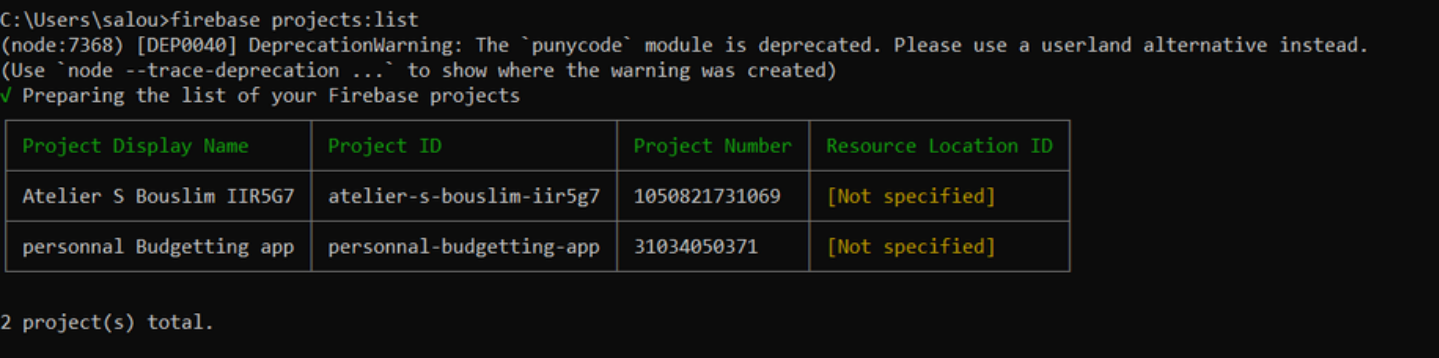 C:\Users\salou>firebase projects:list
(node:7368) [DEP0040] DeprecationWarning: The `punycode` module is deprecated. Please use a userland alternative instead.
(Use `node --trace-deprecation ...` to show where the warning was created)
√ Preparing the list of your Firebase projects
Project Display Name Project ID Project Number Resource Location ID
Atelier S Bouslim IIR5G7 atelier-s-bouslim-iir5g7 1050821731069 [Not specified]
personnal Budgetting app personnal-budgetting-app 31034050371 [Not specified]
2 project(s) total.